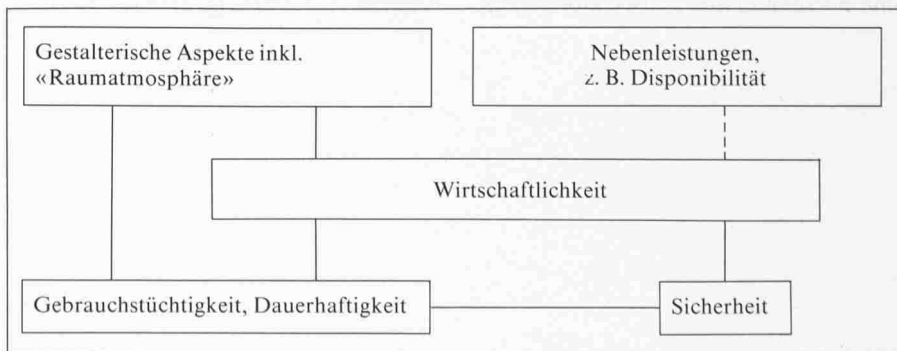 Gestalterische Aspekte inkl.
«Raumatmosphäre»
Nebenleistungen,
z. B. Disponibilität
Wirtschaftlichkeit
Gebrauchstüchtigkeit, Dauerhaftigkeit
Sicherheit